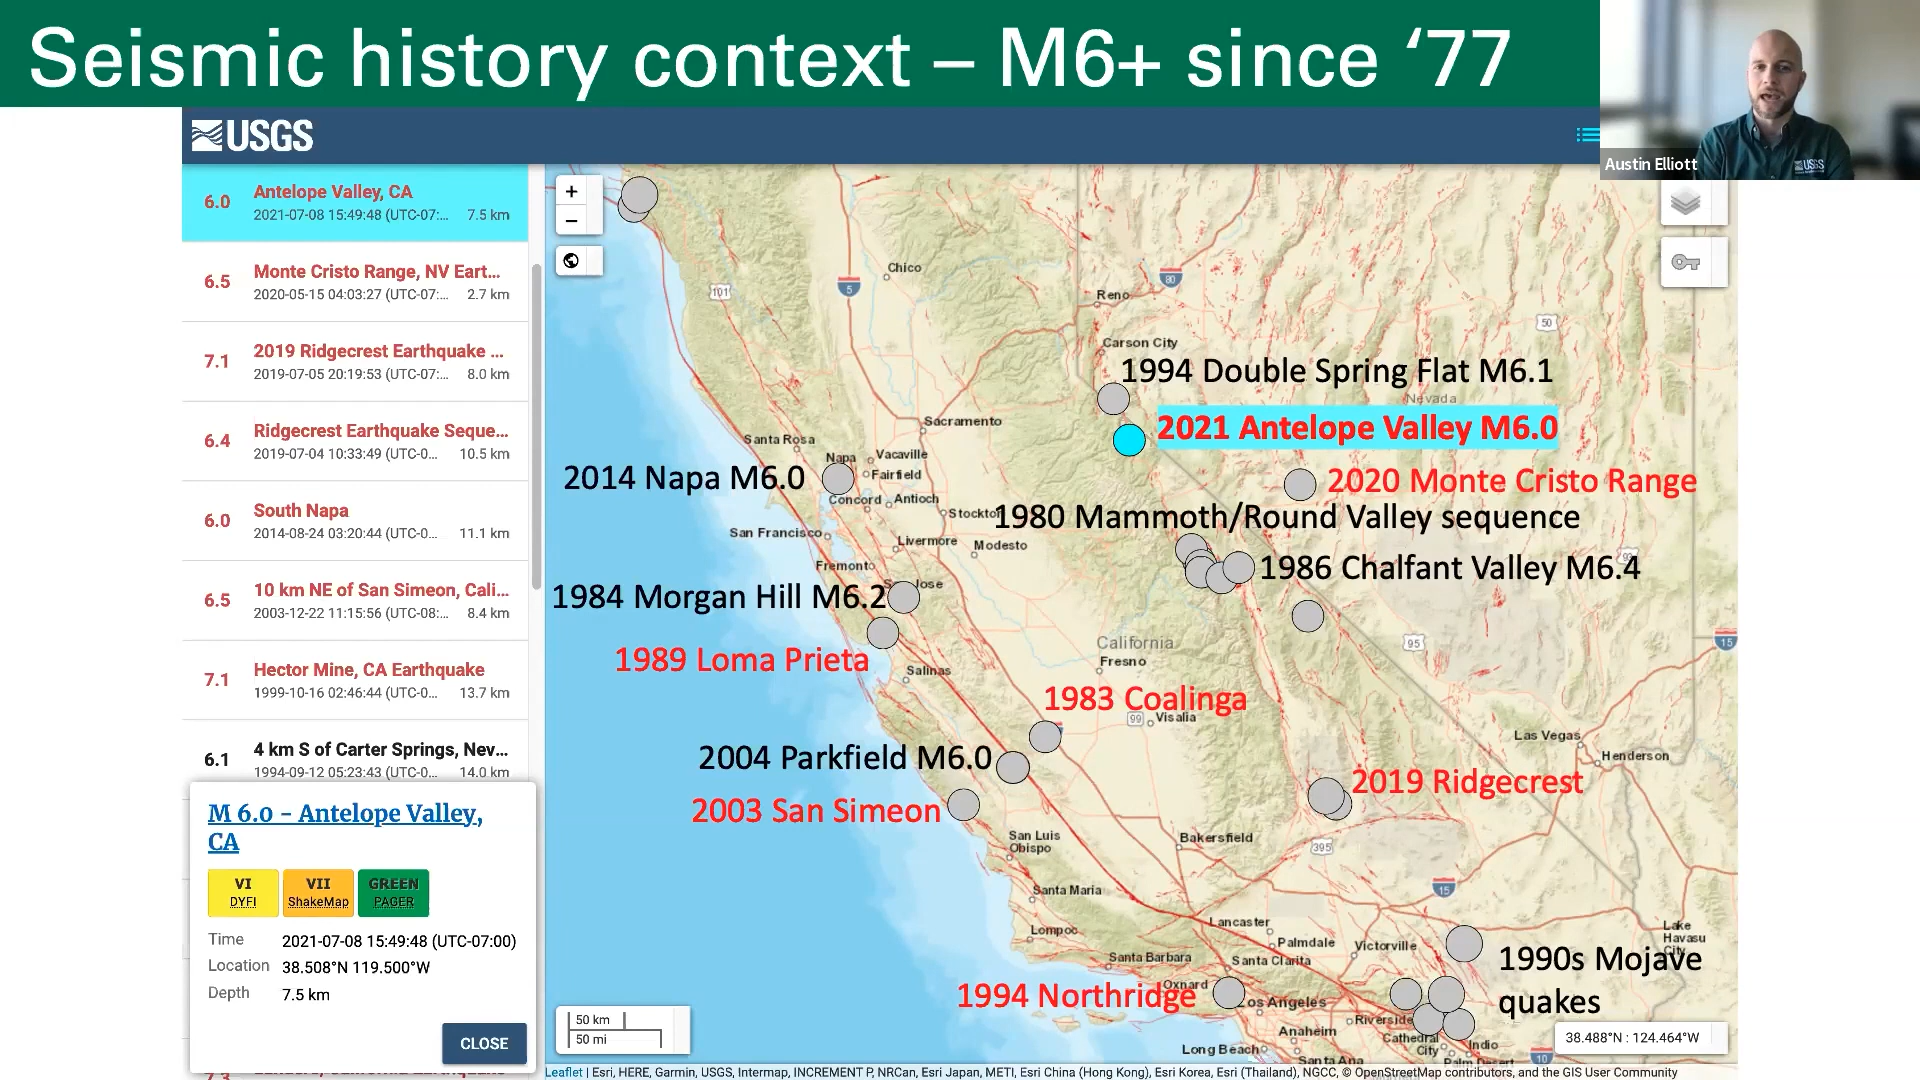 Seismic history context – M6+ since ‘77
Austin Elliott
USGS
USGS
6.0
Antelope Valley, CA
2021-07-08 15:49:48 (UTC-07:... 7.5 km
6.5
Monte Cristo Range, NV Eart...
2020-05-15 04:03:27 (UTC-07:... 2.7 km
7.1
2019 Ridgecrest Earthquake ...
2019-07-05 20:19:53 (UTC-07:... 8.0 km
6.4
Ridgecrest Earthquake Seque...
2019-07-04 10:33:49 (UTC-0... 10.5 km
6.0
South Napa
2014-08-24 03:20:44 (UTC-0... 11.1 km
6.5
10 km NE of San Simeon, Cali...
2003-12-22 11:15:56 (UTC-08:... 8.4 km
7.1
Hector Mine, CA Earthquake
1999-10-16 02:46:44 (UTC-0... 13.7 km
6.1
4 km S of Carter Springs, Nev...
1994-09-12 05:23:43 (UTC-0... 14.0 km
M 6.0 - Antelope Valley,
CA
VI
DYFI
VII
ShakeMap
GREEN
PAGER
Time 2021-07-08 15:49:48 (UTC-07:00)
Location 38.508°N 119.500°W
Depth 7.5 km
CLOSE
+
−
101
5
Chico
Reno
80
50
Carson City
1994 Double Spring Flat M6.1
Nevada
2021 Antelope Valley M6.0
Sacramento
Santa Rosa
Napa
Vacaville
Fairfield
2014 Napa M6.0
2020 Monte Cristo Range
Concord
Antioch
Stockton
1980 Mammoth/Round Valley sequence
San Francisco
Livermore
Modesto
93
Fremont
1986 Chalfant Valley M6.4
1984 Morgan Hill M6.2
Jose
California
95
15
1989 Loma Prieta
Fresno
Salinas
1983 Coalinga
99
Visalia
Las Vegas
Henderson
2004 Parkfield M6.0
2019 Ridgecrest
2003 San Simeon
San Luis
Obispo
Bakersfield
395
Santa Maria
15
Lancaster
Lompoc
Palmdale
Victorville
Lake
Havasu
City
Santa Barbara
Santa Clarita
1990s Mojave
quakes
1994 Northridge
Oxnard
Los Angeles
Riverside
Anaheim
Cathedral
City
Indio
Long Beach
Santa Ana
Palm Desert
10
50 km
50 mi
38.488°N : 124.464°W
Leaflet | Esri, HERE, Garmin, USGS, Intermap, INCREMENT P, NRCan, Esri Japan, METI, Esri China (Hong Kong), Esri Korea, Esri (Thailand), NGCC, © OpenStreetMap contributors, and the GIS User Community